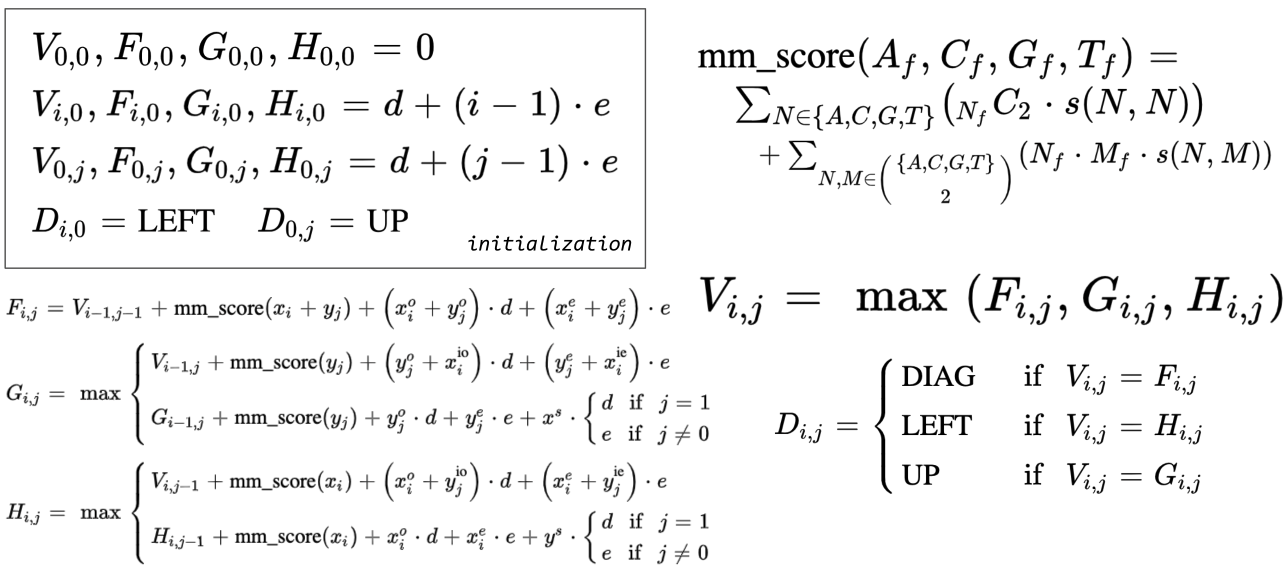 V_{0,0}, F_{0,0}, G_{0,0}, H_{0,0} = 0
V_{i,0}, F_{i,0}, G_{i,0}, H_{i,0} = d + (i − 1) · e
V_{0,j}, F_{0,j}, G_{0,j}, H_{0,j} = d + (j − 1) · e
D_{i,0} = LEFT D_{0,j} = UP
initialization
mm_score(A_f, C_f, G_f, T_f) =
∑_{N∈{A,C,G,T}} (_{N_f}C_2 · s(N, N))
+ ∑_{N,M∈({A,C,G,T} 2)} (N_f · M_f · s(N, M))
F_{i,j} = V_{i−1,j−1} + mm_score(x_i + y_j) + (x_i^o + y_j^o) · d + (x_i^e + y_j^e) · e
G_{i,j} = max { V_{i−1,j} + mm_score(y_j) + (y_j^o + x_i^{io}) · d + (y_j^e + x_i^{ie}) · e
G_{i−1,j} + mm_score(y_j) + y_j^o · d + y_j^e · e + x^s · { d if j = 1
e if j ≠ 0
H_{i,j} = max { V_{i,j−1} + mm_score(x_i) + (x_i^o + y_j^{io}) · d + (x_i^e + y_j^{ie}) · e
H_{i,j−1} + mm_score(x_i) + x_i^o · d + x_i^e · e + y^s · { d if j = 1
e if j ≠ 0
V_{i,j} = max (F_{i,j}, G_{i,j}, H_{i,j})
D_{i,j} = { DIAG if V_{i,j} = F_{i,j}
LEFT if V_{i,j} = H_{i,j}
UP if V_{i,j} = G_{i,j}